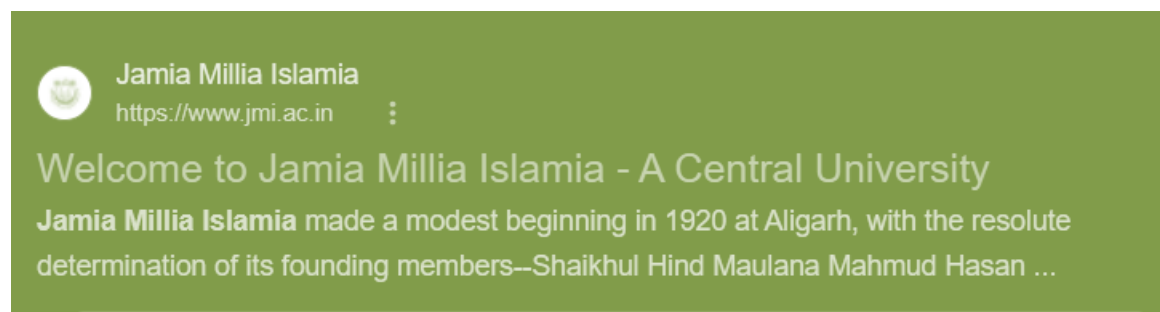 Jamia Millia Islamia
https://www.jmi.ac.in
Welcome to Jamia Millia Islamia - A Central University
Jamia Millia Islamia made a modest beginning in 1920 at Aligarh, with the resolute
determination of its founding members--Shaikhul Hind Maulana Mahmud Hasan ...